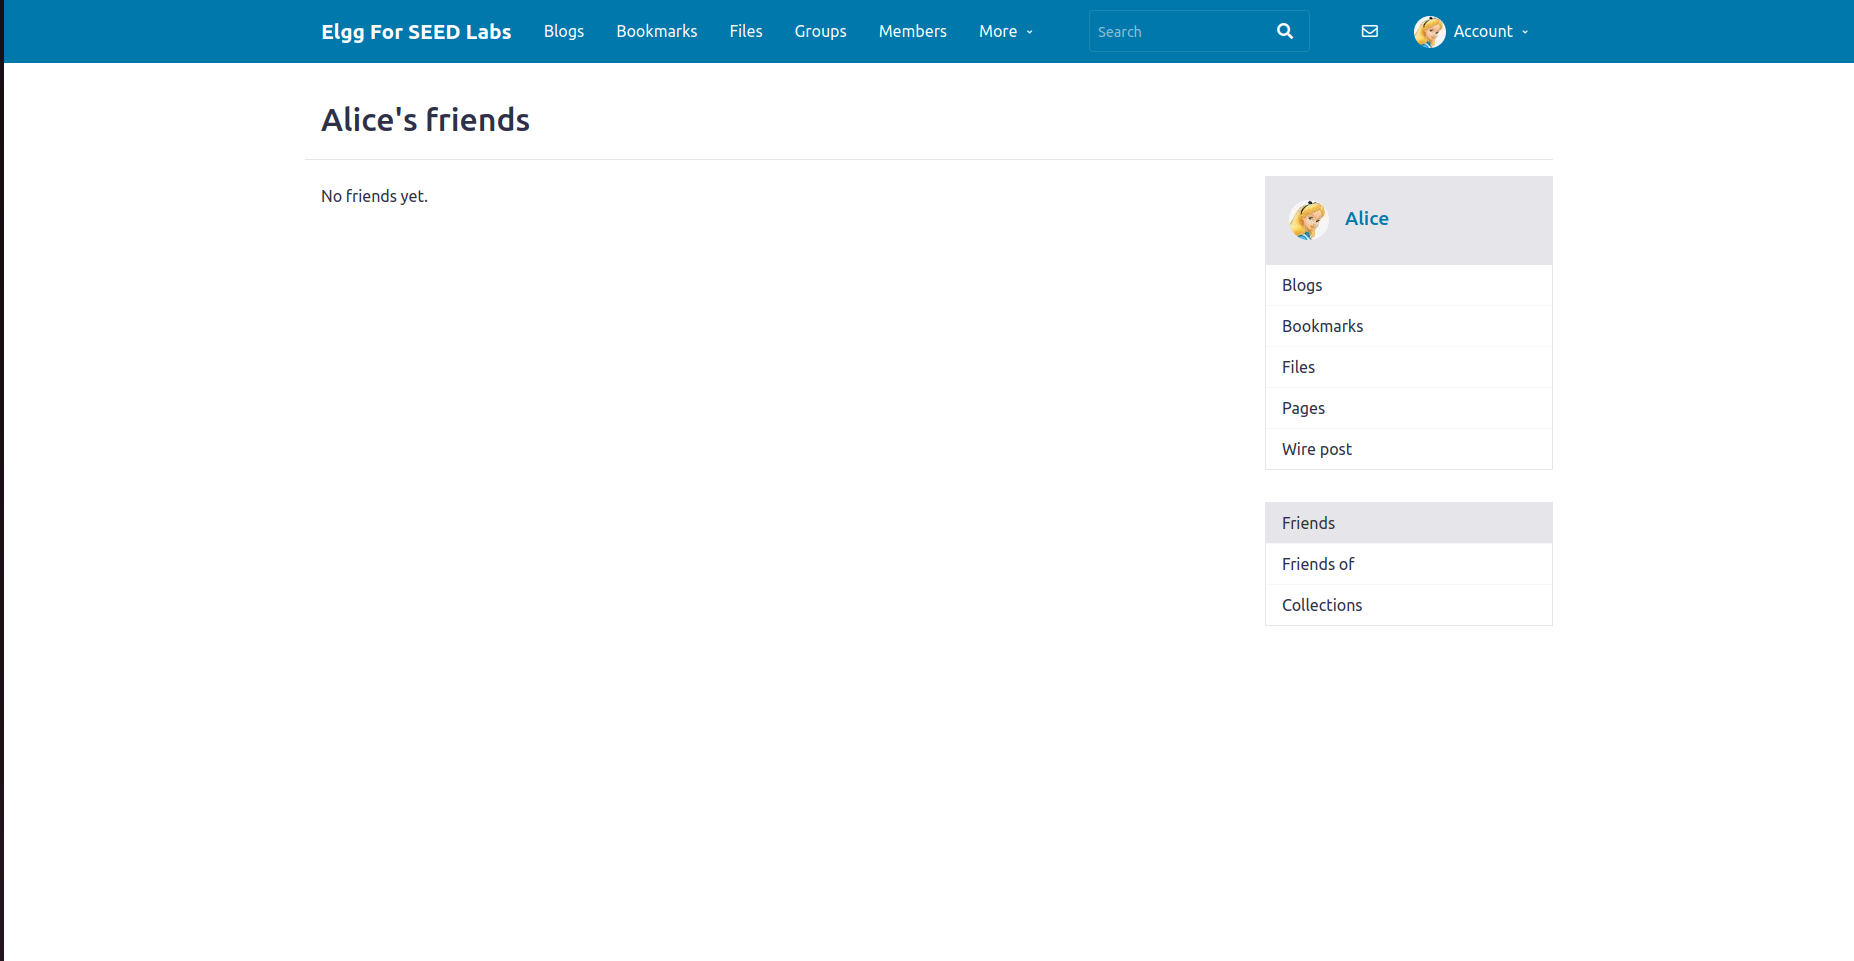 Elgg For SEED Labs Blogs Bookmarks Files Groups Members More Search Account
Alice's friends
No friends yet.
Alice
Blogs
Bookmarks
Files
Pages
Wire post
Friends
Friends of
Collections